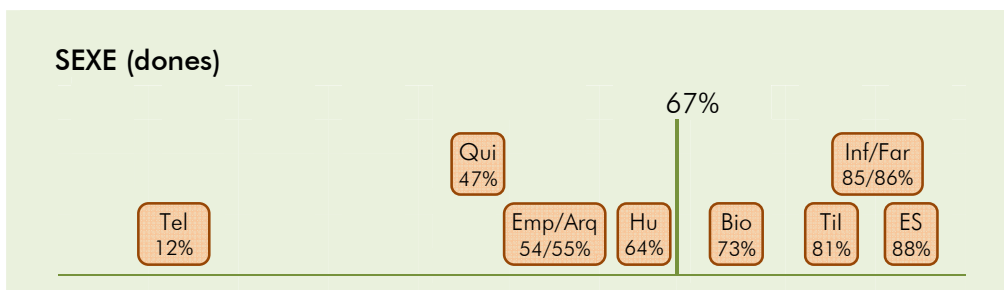 SEXE (dones)
67%
Qui
47%
Inf/Far
85/86%
Tel
12%
Emp/Arq
54/55%
Hu
64%
Bio
73%
Til
81%
ES
88%